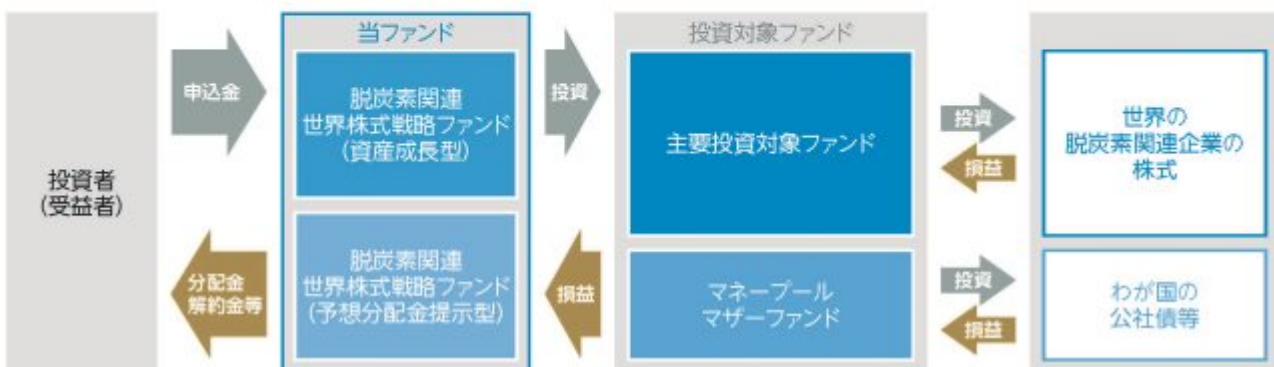 投資者
(受益者)
申込金
分配金
解約金等
当ファンド
脱炭素関連
世界株式戦略ファンド
(資産成長型)
脱炭素関連
世界株式戦略ファンド
(予想分配金提示型)
投資
損益
投資対象ファンド
主要投資対象ファンド
マネープール
マザーファンド
投資
損益
投資
損益
世界の
脱炭素関連企業の
株式
わが国の
公社債等